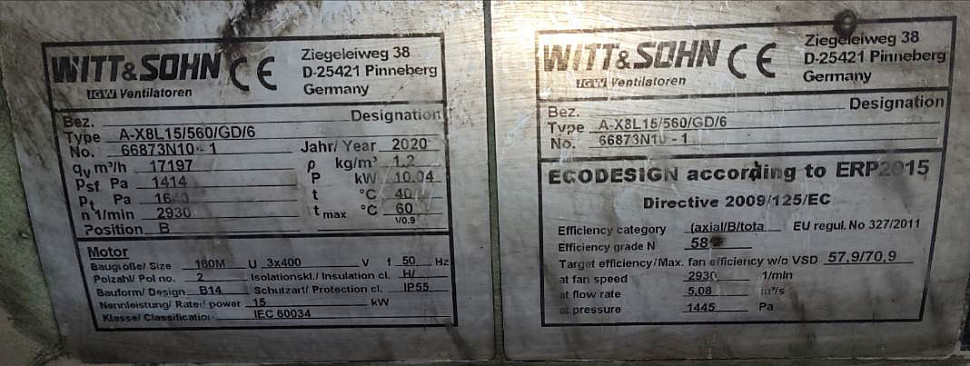 WITT & SOHN CE
IGW Ventilatoren
Ziegeleiweg 38
D-25421 Pinneberg
Germany
Bez. Designation
Type A-X8L15/560/GD/6
No. 66873N10 - 1 Jahr/ Year 2020
qv m³/h 17197 ρ kg/m³ 1,2
Psf Pa 1414 P kW 10.04
Pt Pa t °C 40
n 1/min 2930 t max °C 60
Position B V0.9
Motor
Baugröße/ Size 160M U 3x400 V f 50 Hz
Polzahl/ Pol no. 2 Isolationskl./ Insulation cl. H/
Bauform/ Design B14 Schutzart/ Protection cl. IP55
Nennleistung/ Rated power 15 kW
Klasse/ Classification IEC 60034
WITT & SOHN CE
IGW Ventilatoren
Ziegeleiweg 38
D-25421 Pinneberg
Germany
Bez. Designation
Type A-X8L15/560/GD/6
No. 66873N10 - 1
ECODESIGN according to ERP2015
Directive 2009/125/EC
Efficiency category (axial/B/tota EU regul. No 327/2011
Efficiency grade N 58
Target efficiency/Max. fan efficiency w/o VSD 57,9/70,9
at fan speed 2930 1/min
at flow rate 5,08 m³/s
at pressure 1445 Pa